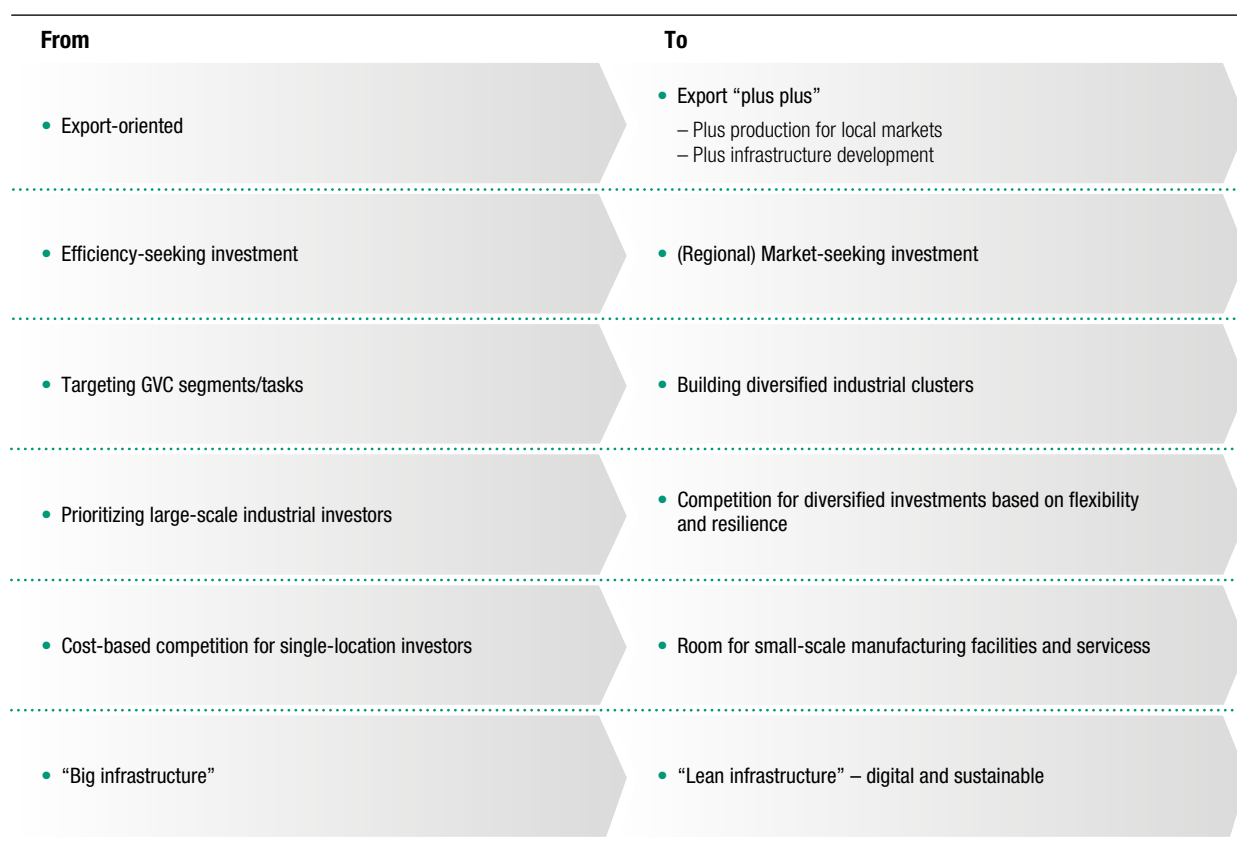 From
To
• Export-oriented
• Export “plus plus”
– Plus production for local markets
– Plus infrastructure development
• Efficiency-seeking investment
• (Regional) Market-seeking investment
• Targeting GVC segments/tasks
• Building diversified industrial clusters
• Prioritizing large-scale industrial investors
• Competition for diversified investments based on flexibility
and resilience
• Cost-based competition for single-location investors
• Room for small-scale manufacturing facilities and servicess
• “Big infrastructure”
• “Lean infrastructure” – digital and sustainable